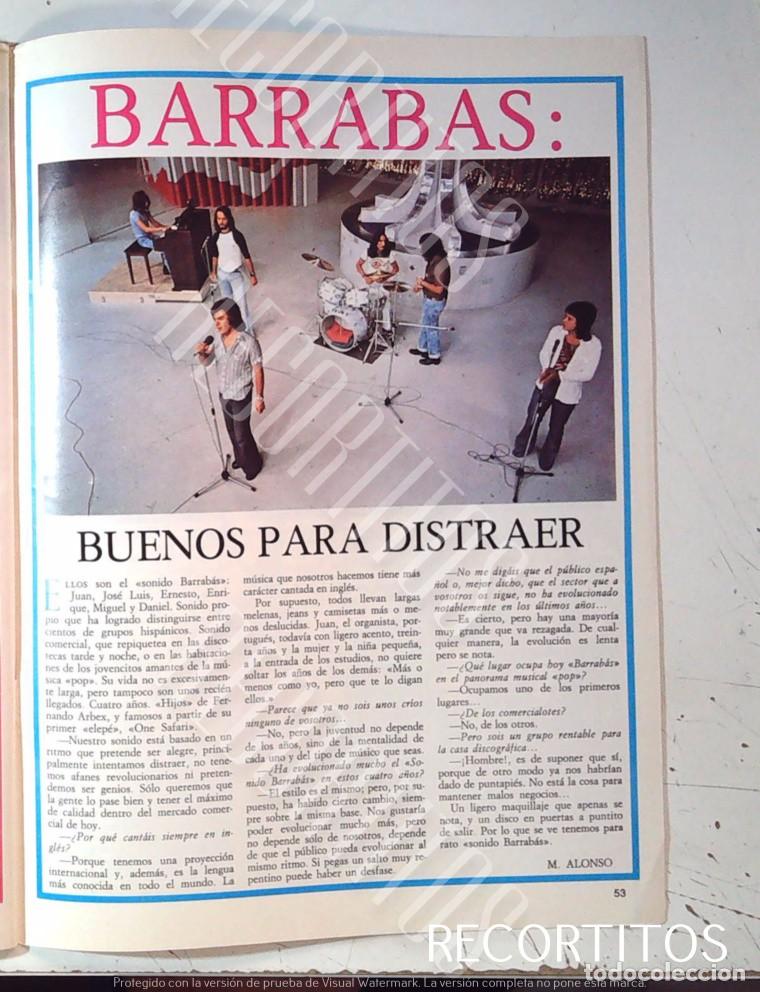 BARRABAS:
BUENOS PARA DISTRAER
ELLOS son el «sonido Barrabás»:
Juan, José Luis, Ernesto, Enri-
que, Miguel y Daniel. Sonido pro-
pio que ha logrado distinguirse entre
cientos de grupos hispánicos. Sonido
comercial, que repiquetea en las disco-
tecas tarde y noche, o en las habitacio-
nes de los jovencitos amantes de la mú-
sica «pop». Su vida no es excesivamen-
te larga, pero tampoco son unos recién
llegados. Cuatro años. «Hijos» de Fer-
nando Arbex, y famosos a partir de su
primer «elepé», «One Safari».
—Nuestro sonido está basado en un
ritmo que pretende ser alegre, princi-
palmente intentamos distraer, no tene-
mos afanes revolucionarios ni preten-
demos ser genios. Sólo queremos que
la gente lo pase bien y tener el máximo
de calidad dentro del mercado comer-
cial de hoy.
—¿Por qué cantáis siempre en in-
glés?
—Porque tenemos una proyección
internacional y, además, es la lengua
más conocida en todo el mundo. La
música que nosotros hacemos tiene más
carácter cantada en inglés.
Por supuesto, todos llevan largas
melenas, jeans y camisetas más o me-
nos deslucidas. Juan, el organista, por-
tugués, todavía con ligero acento, trein-
ta años y la mujer y la niña pequeña,
a la entrada de los estudios, no quiere
soltar los años de los demás: «Más o
menos como yo, pero que te lo digan
ellos.»
—Parece que ya no sois unos críos
ninguno de vosotros...
—No, pero la juventud no depende
de los años, sino de la mentalidad de
cada uno y del tipo de músico que seas.
—¿Ha evolucionado mucho el «So-
nido Barrabás» en estos cuatro años?
—El estilo es el mismo; pero, por su-
puesto, ha habido cierto cambio, siem-
pre sobre la misma base. Nos gustaría
poder evolucionar mucho más, pero
no depende sólo de nosotros, depende
de que el público pueda evolucionar al
mismo ritmo. Si pegas un salto muy re-
pentino puede haber un desfase.
—No me digáis que el público espa-
ñol o, mejor dicho, que el sector que a
vosotros os sigue, no ha evolucionado
notablemente en los últimos años...
—Es cierto, pero hay una mayoría
muy grande que va rezagada. De cual-
quier manera, la evolución es lenta
pero se nota.
—¿Qué lugar ocupa hoy «Barrabás»
en el panorama musical «pop»?
—Ocupamos uno de los primeros
lugares...
—¿De los comercialotes?
—No, de los otros.
—Pero sois un grupo rentable para
la casa discográfica...
—¡Hombre!, es de suponer que sí,
porque de otro modo ya nos habrían
dado de puntapiés. No está la cosa para
mantener malos negocios...
Un ligero maquillaje que apenas se
nota, y un disco en puertas a puntito
de salir. Por lo que se ve tenemos para
rato «sonido Barrabás».
M. ALONSO
53
RECORTITOS
todocoleccion
Protegido con la versión de prueba de Visual Watermark. La versión completa no pone esta marca.